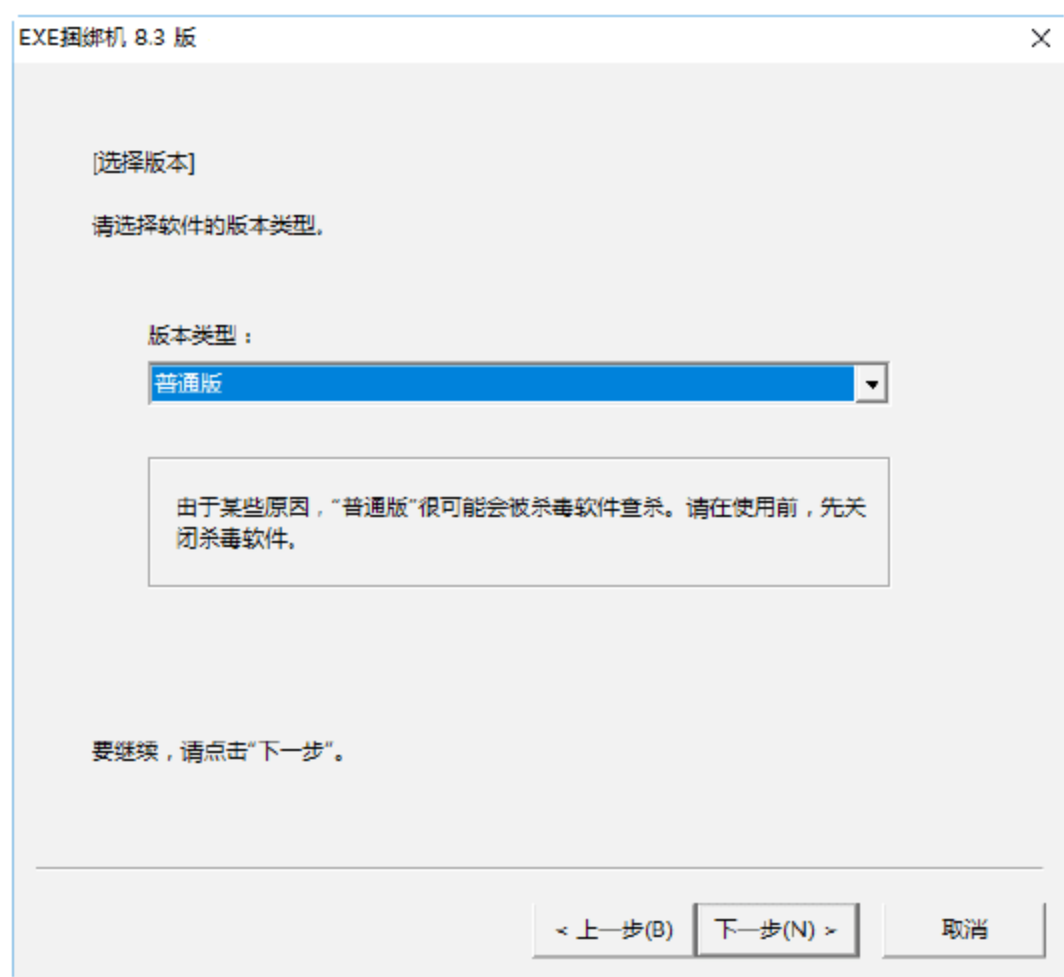 EXE捆绑机 8.3 版
[选择版本]
请选择软件的版本类型。
版本类型：
普通版
由于某些原因，“普通版”很可能会被杀毒软件查杀。请在使用前，先关
闭杀毒软件。
要继续，请点击“下一步”。
< 上一步(B)
下一步(N) >
取消